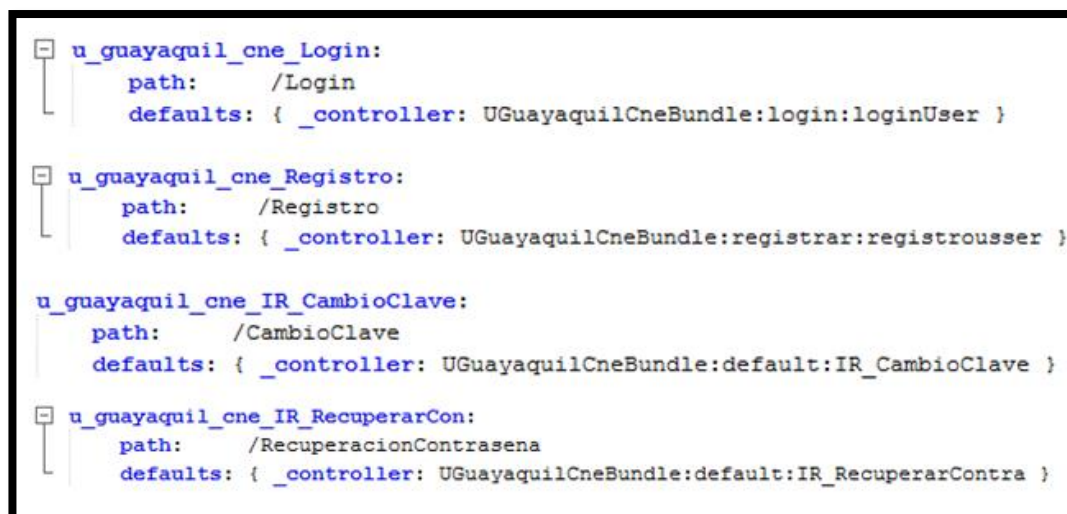 u_guayaquil_cne_Login:
path: /Login
defaults: { _controller: UGuayaquilCneBundle:login:loginUser }
u_guayaquil_cne_Registro:
path: /Registro
defaults: { _controller: UGuayaquilCneBundle:registrar:registrousser }
u_guayaquil_cne_IR_CambioClave:
path: /CambioClave
defaults: { _controller: UGuayaquilCneBundle:default:IR_CambioClave }
u_guayaquil_cne_IR_RecuperarCon:
path: /RecuperacionContrasena
defaults: { _controller: UGuayaquilCneBundle:default:IR_RecuperarContra }